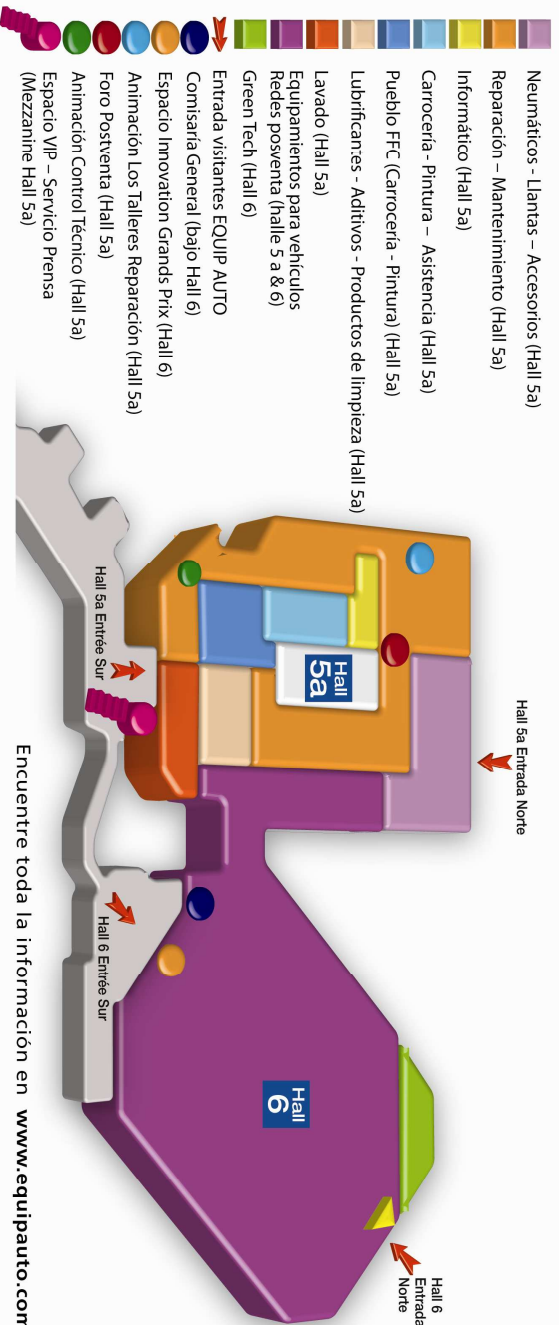 Neumáticos - Llantas – Accesorios (Hall 5a)
Reparación – Mantenimiento (Hall 5a)
Informático (Hall 5a)
Carrocería - Pintura – Asistencia (Hall 5a)
Pueblo FFC (Carrocería - Pintura) (Hall 5a)
Lubrificantes - Aditivos - Productos de limpieza (Hall 5a)
Lavado (Hall 5a)
Equipamientos para vehículos
Redes posventa (halle 5 a & 6)
Green Tech (Hall 6)
Entrada visitantes EQUIP AUTO
Comisaría General (bajo Hall 6)
Espacio Innovation Grands Prix (Hall 6)
Animación Los Talleres Reparación (Hall 5a)
Foro Postventa (Hall 5a)
Animación Control Técnico (Hall 5a)
Espacio VIP – Servicio Prensa
(Mezzanine Hall 5a)
Hall 5a Entrada Norte
Hall
5a
Hall 5a Entrée Sur
Hall 6
Entrada
Norte
Hall
6
Hall 6 Entrée Sur
Encuentre toda la información en www.equipauto.com